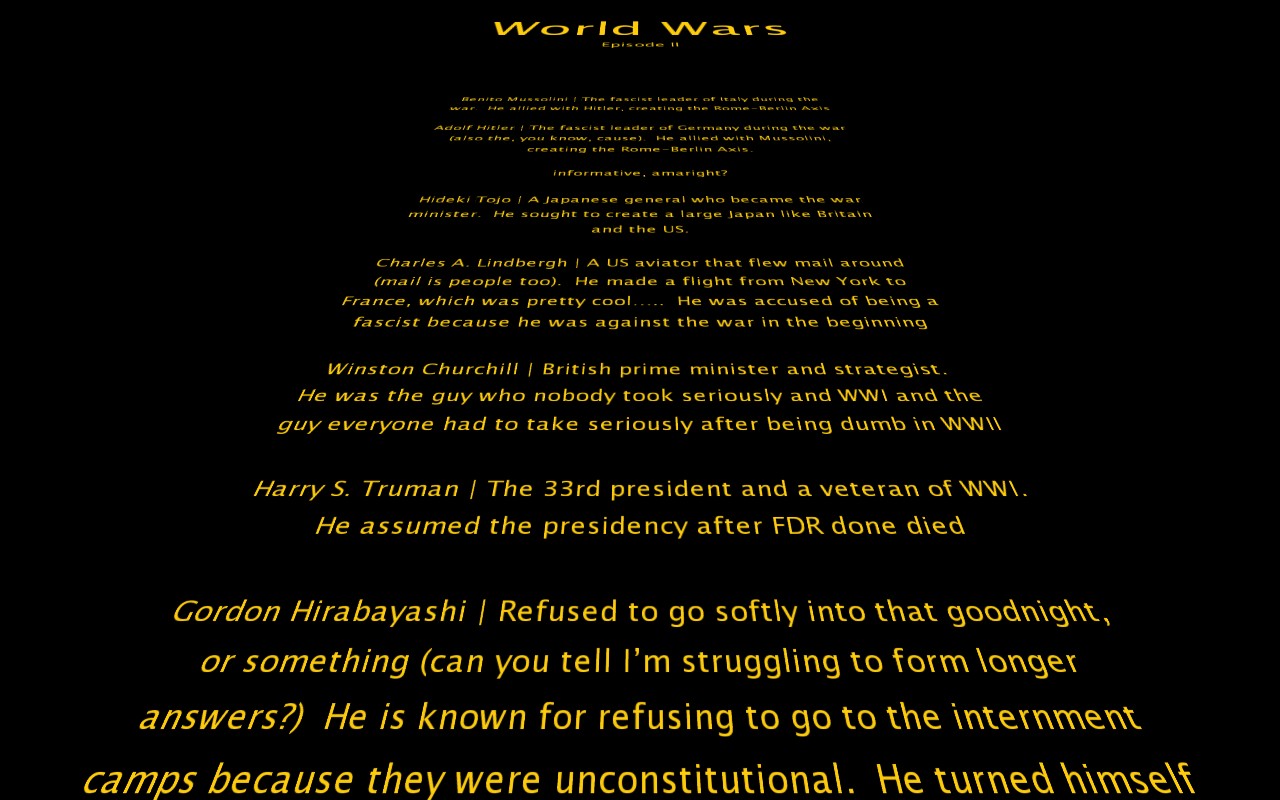 World Wars
Episode II
Benito Mussolini | The fascist leader of Italy during the
war. He allied with Hitler, creating the Rome-Berlin Axis
Adolf Hitler | The fascist leader of Germany during the war
(also the, you know, cause). He allied with Mussolini,
creating the Rome-Berlin Axis.
informative, amaright?
Hideki Tojo | A Japanese general who became the war
minister. He sought to create a large Japan like Britain
and the US.
Charles A. Lindbergh | A US aviator that flew mail around
(mail is people too). He made a flight from New York to
France, which was pretty cool..... He was accused of being a
fascist because he was against the war in the beginning
Winston Churchill | British prime minister and strategist.
He was the guy who nobody took seriously and WWI and the
guy everyone had to take seriously after being dumb in WWII
Harry S. Truman | The 33rd president and a veteran of WWI.
He assumed the presidency after FDR done died
Gordon Hirabayashi | Refused to go softly into that goodnight,
or something (can you tell I’m struggling to form longer
answers?) He is known for refusing to go to the internment
camps because they were unconstitutional. He turned himself